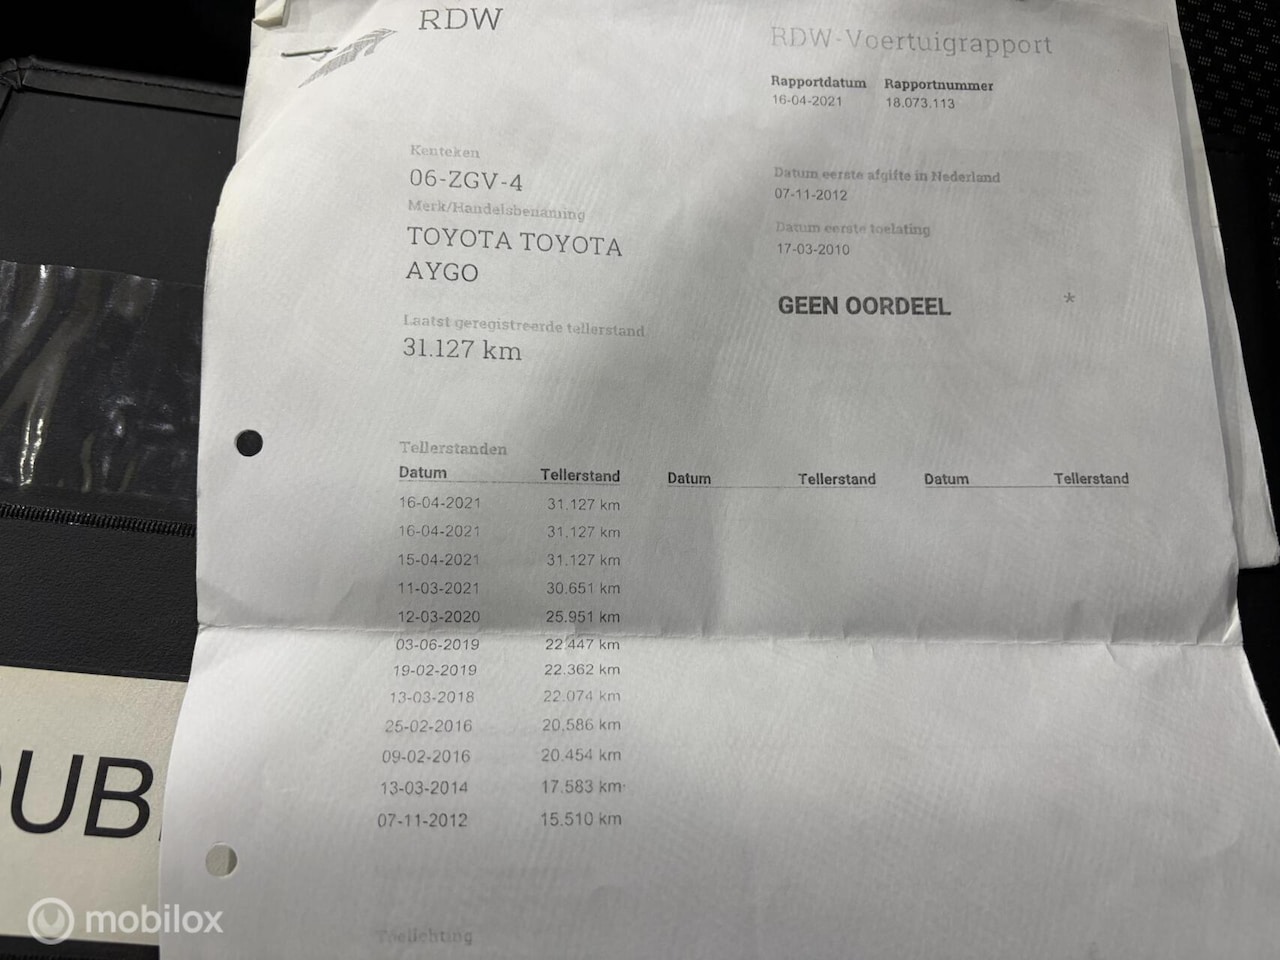 RDW
RDW-Voertuigrapport
Rapportdatum Rapportnummer
16-04-2021 18.073.113
Kenteken
06-ZGV-4
Merk/Handelsbenaming
TOYOTA TOYOTA
AYGO
Datum eerste afgifte in Nederland
07-11-2012
Datum eerste toelating
17-03-2010
GEEN OORDEEL *
Laatst geregistreerde tellerstand
31.127 km
Tellerstanden
Datum Tellerstand Datum Tellerstand Datum Tellerstand
16-04-2021 31.127 km
16-04-2021 31.127 km
15-04-2021 31.127 km
11-03-2021 30.651 km
12-03-2020 25.951 km
03-06-2019 22.447 km
19-02-2019 22.362 km
13-03-2018 22.074 km
25-02-2016 20.586 km
09-02-2016 20.454 km
13-03-2014 17.583 km
07-11-2012 15.510 km
Toelichting
UB
mobilox